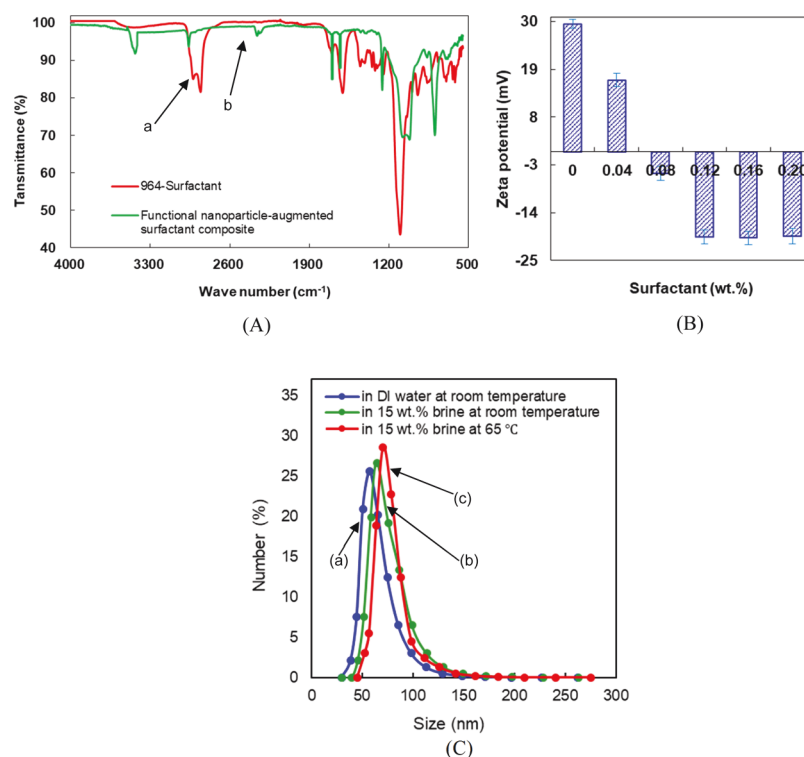 100
90
80
70
60
50
40
Tansmittance (%)
a
b
964-Surfactant
Functional nanoparticle-augmented
surfactant composite
4000 3300 2600 1900 1200 500
Wave number (cm⁻¹)
(A)
30
19
8
-3
-14
-25
Zeta potential (mV)
0 0.04 0.08 0.12 0.16 0.20
Surfactant (wt.%)
(B)
35
30
25
20
15
10
5
0
Number (%)
in DI water at room temperature
in 15 wt.% brine at room temperature
in 15 wt.% brine at 65 ℃
(c)
(a)
(b)
0 50 100 150 200 250 300
Size (nm)
(C)